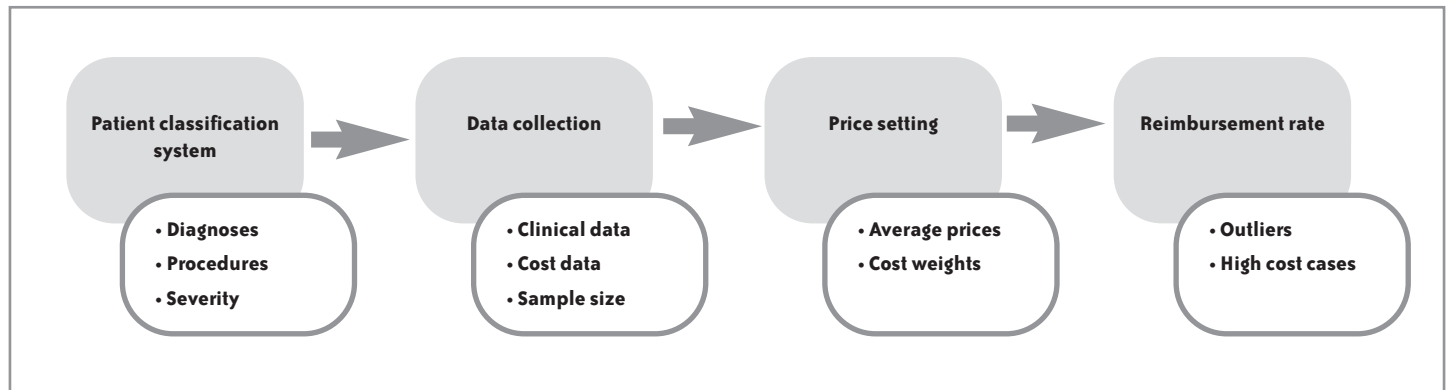 Patient classification
system
• Diagnoses
• Procedures
• Severity
Data collection
• Clinical data
• Cost data
• Sample size
Price setting
• Average prices
• Cost weights
Reimbursement rate
• Outliers
• High cost cases